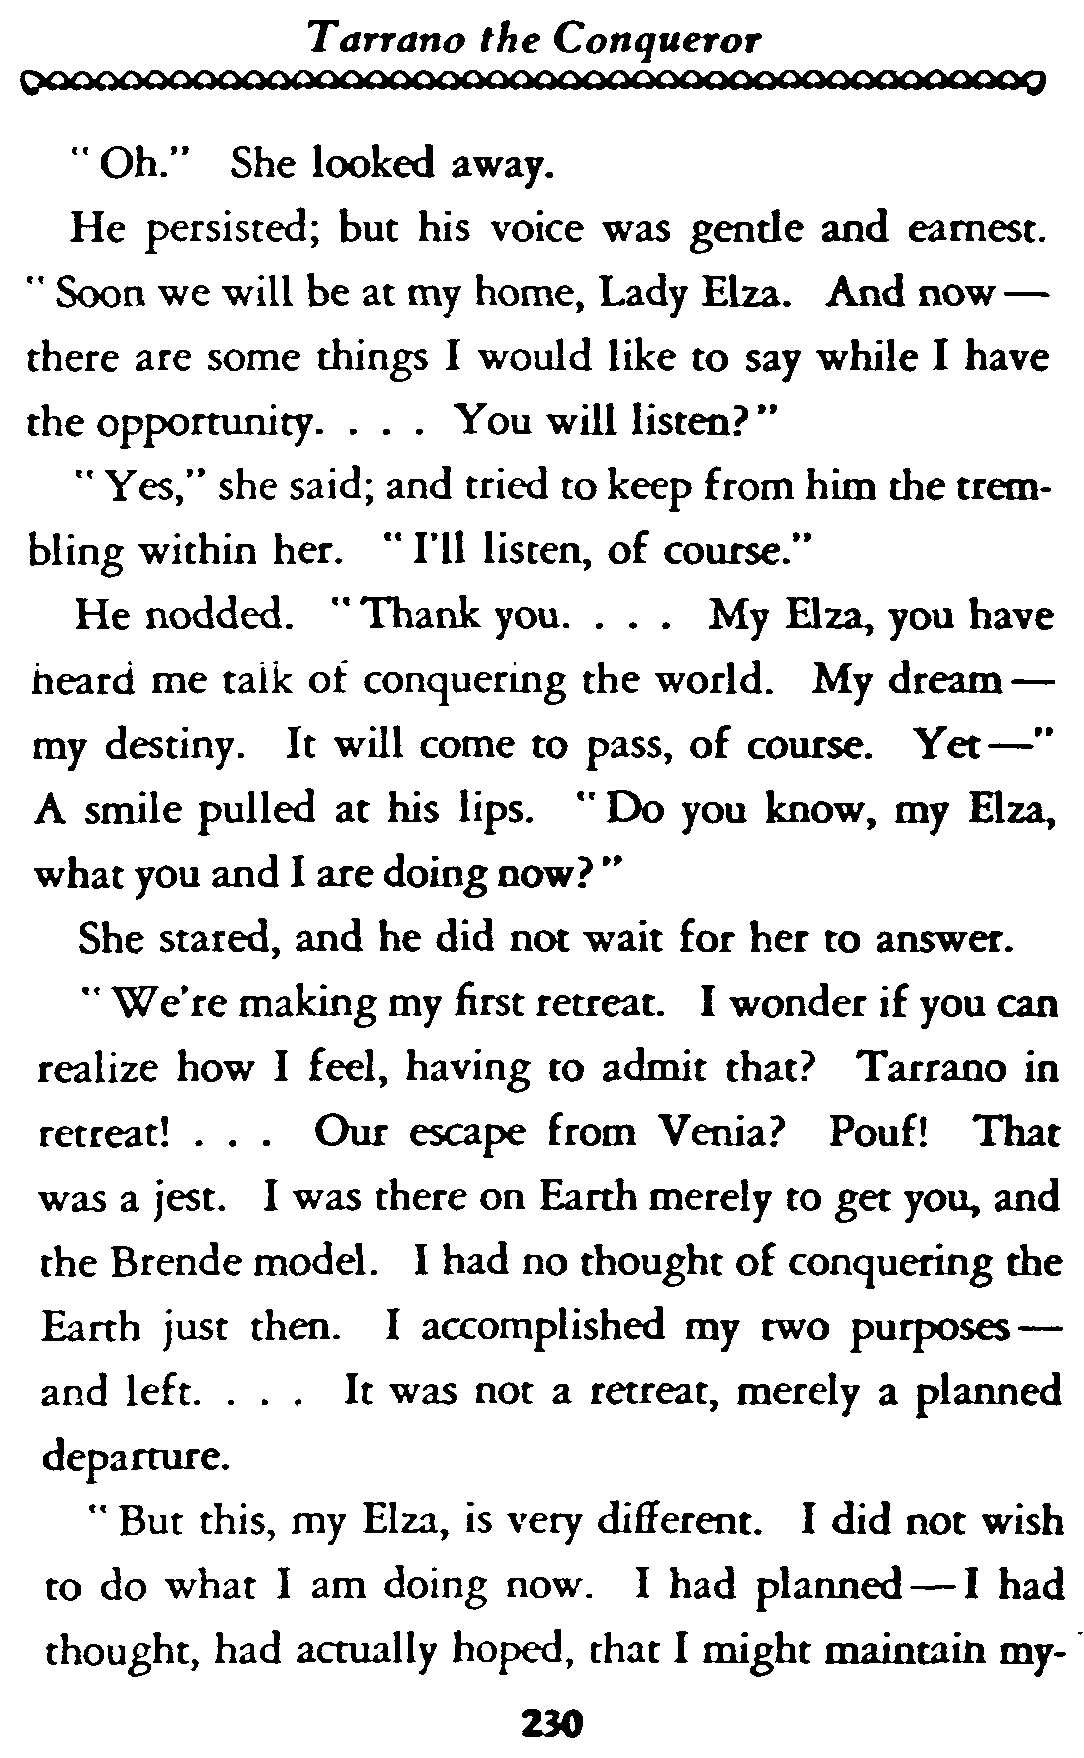 Tarrano the Conqueror
"Oh." She looked away.
He persisted; but his voice was gentle and earnest.
"Soon we will be at my home, Lady Elza. And now—
there are some things I would like to say while I have
the opportunity. . . . You will listen?"
"Yes," she said; and tried to keep from him the trem-
bling within her. "I'll listen, of course."
He nodded. "Thank you. . . . My Elza, you have
heard me talk of conquering the world. My dream—
my destiny. It will come to pass, of course. Yet—"
A smile pulled at his lips. "Do you know, my Elza,
what you and I are doing now?"
She stared, and he did not wait for her to answer.
"We're making my first retreat. I wonder if you can
realize how I feel, having to admit that? Tarrano in
retreat! . . . Our escape from Venia? Pouf! That
was a jest. I was there on Earth merely to get you, and
the Brende model. I had no thought of conquering the
Earth just then. I accomplished my two purposes—
and left. . . . It was not a retreat, merely a planned
departure.
"But this, my Elza, is very different. I did not wish
to do what I am doing now. I had planned—I had
thought, had actually hoped, that I might maintain my-
230